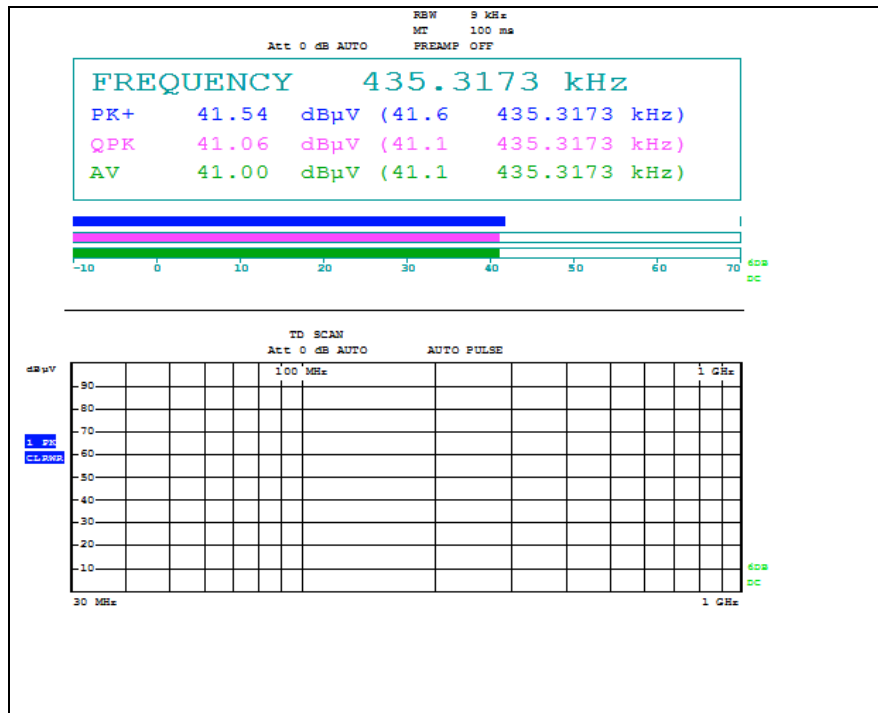 RBW 9 kHz
MT 100 ms
Att 0 dB AUTO PREAMP OFF
FREQUENCY 435.3173 kHz
PK+ 41.54 dBµV (41.6 435.3173 kHz)
QPK 41.06 dBµV (41.1 435.3173 kHz)
AV 41.00 dBµV (41.1 435.3173 kHz)
-10 0 10 20 30 40 50 60 70
6DB
DC
TD SCAN
Att 0 dB AUTO AUTO PULSE
dBµV
100 MHz 1 GHz
90
80
70
1 PK
CLRWR
60
50
40
30
20
10
6DB
DC
30 MHz 1 GHz